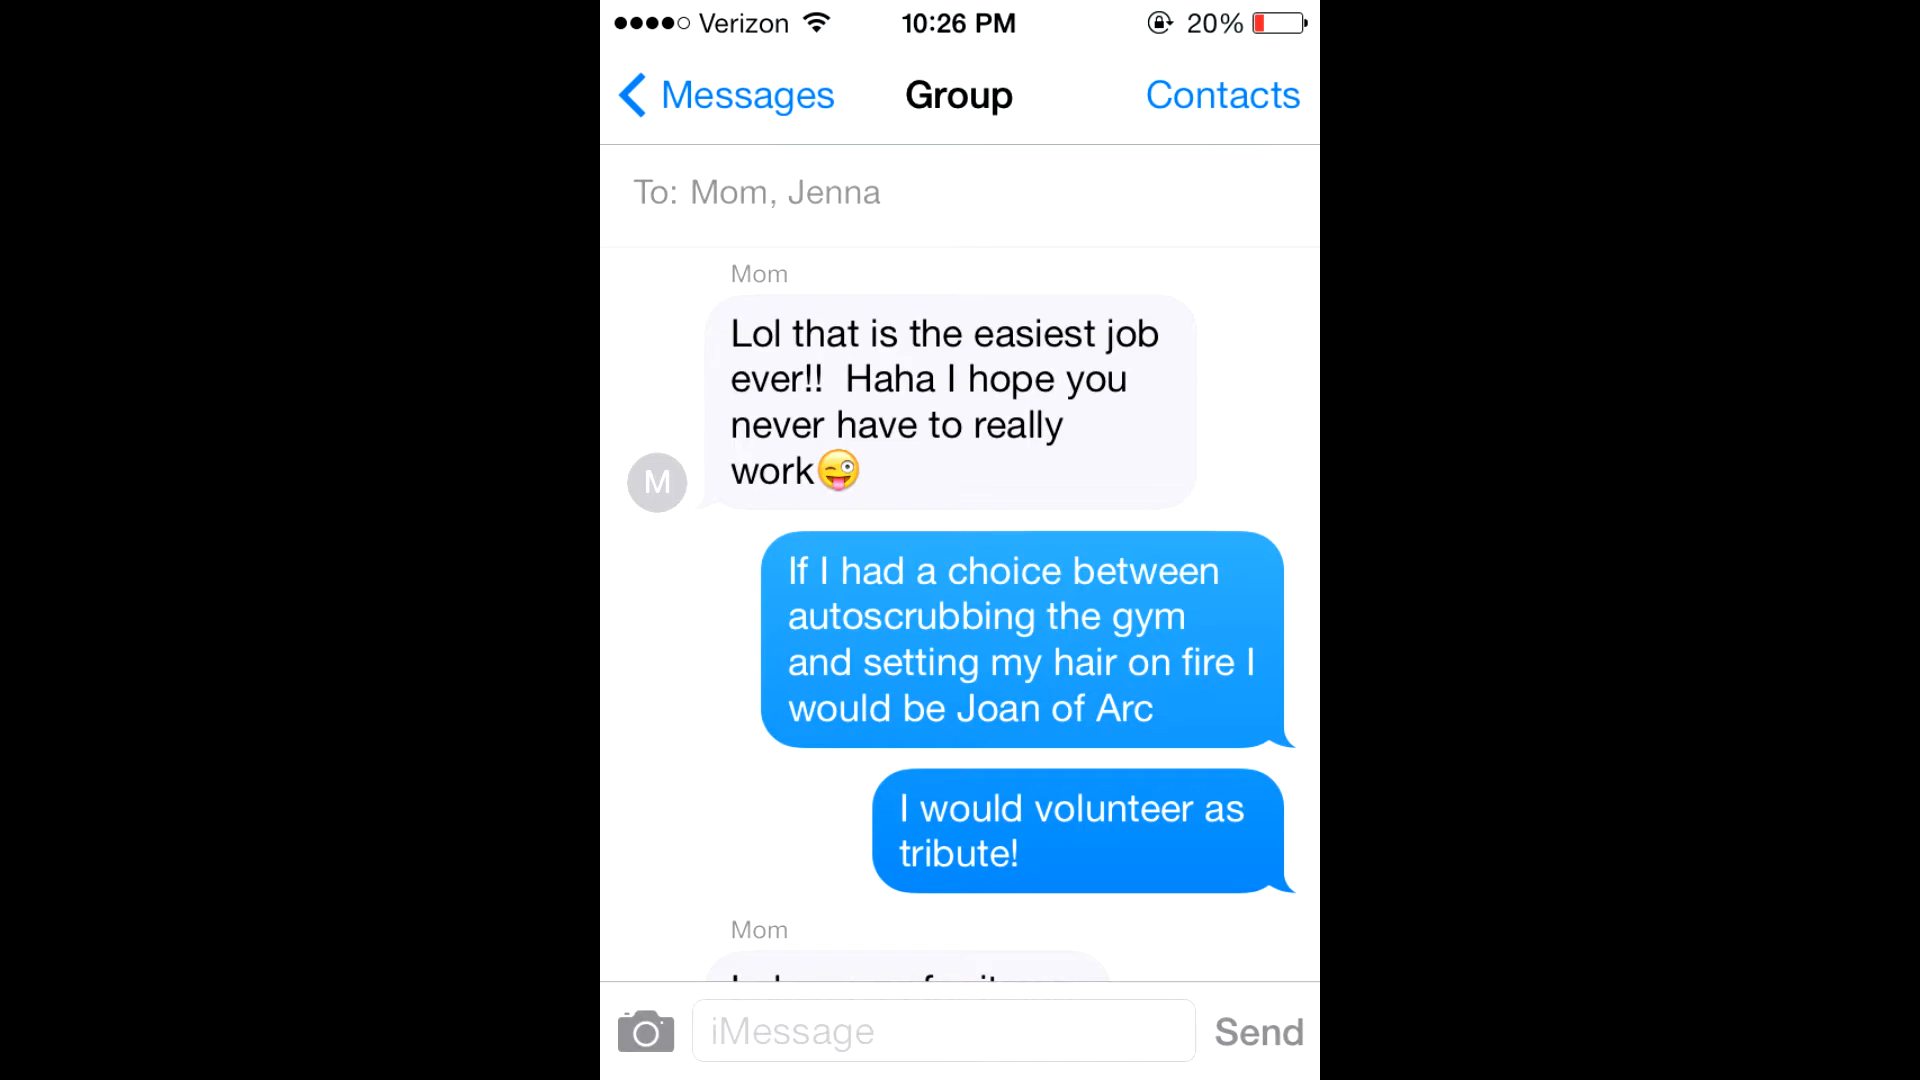 Verizon 10:26 PM 20%
Messages Group Contacts
To: Mom, Jenna
Mom
Lol that is the easiest job
ever!!  Haha I hope you
never have to really
work😜
M
If I had a choice between
autoscrubbing the gym
and setting my hair on fire I
would be Joan of Arc
I would volunteer as
tribute!
Mom
iMessage Send